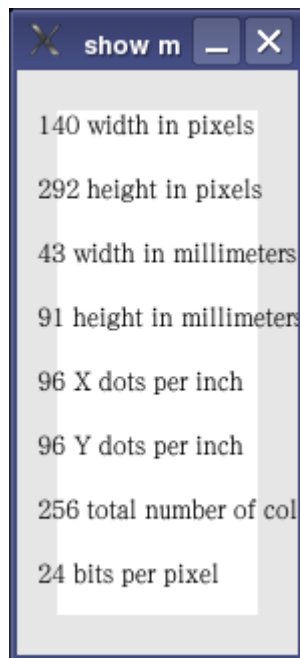 show m
140 width in pixels
292 height in pixels
43 width in millimeters
91 height in millimeters
96 X dots per inch
96 Y dots per inch
256 total number of col
24 bits per pixel